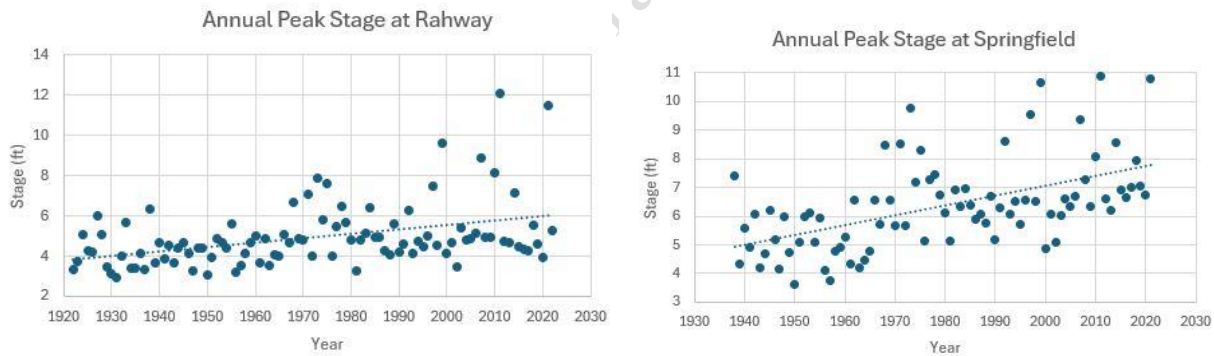 Annual Peak Stage at Rahway
14
12
10
8
6
4
2
Stage (ft)
1920 1930 1940 1950 1960 1970 1980 1990 2000 2010 2020 2030
Year
Annual Peak Stage at Springfield
11
10
9
8
7
6
5
4
3
Stage (ft)
1930 1940 1950 1960 1970 1980 1990 2000 2010 2020 2030
Year